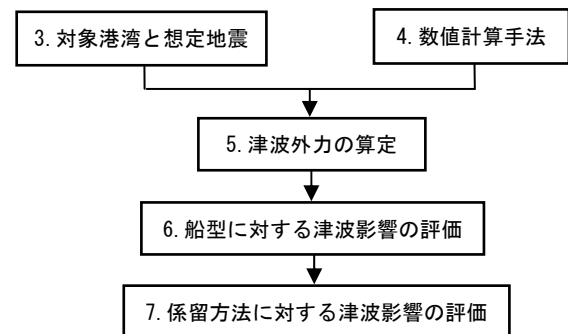 3. 対象港湾と想定地震
4. 数値計算手法
5. 津波外力の算定
6. 船型に対する津波影響の評価
7. 係留方法に対する津波影響の評価